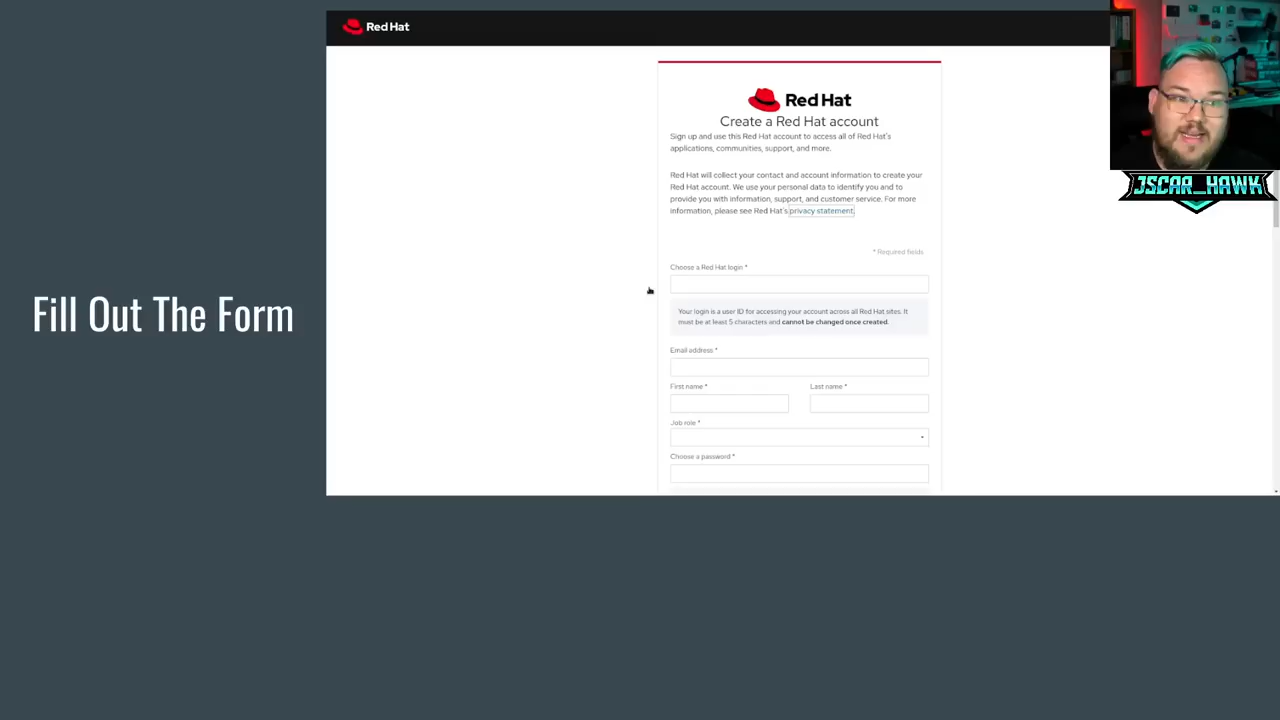 Red Hat
JSCAR_HAWK
Fill Out The Form
Red Hat
Create a Red Hat account
Sign up and use this Red Hat account to access all of Red Hat's
applications, communities, support, and more.
Red Hat will collect your contact and account information to create your
Red Hat account. We use your personal data to identify you and to
provide you with information, support, and customer service. For more
information, please see Red Hat's privacy statement.
* Required fields
Choose a Red Hat login *
Your login is a user ID for accessing your account across all Red Hat sites. It
must be at least 5 characters and cannot be changed once created.
Email address *
First name *
Last name *
Job role *
Choose a password *